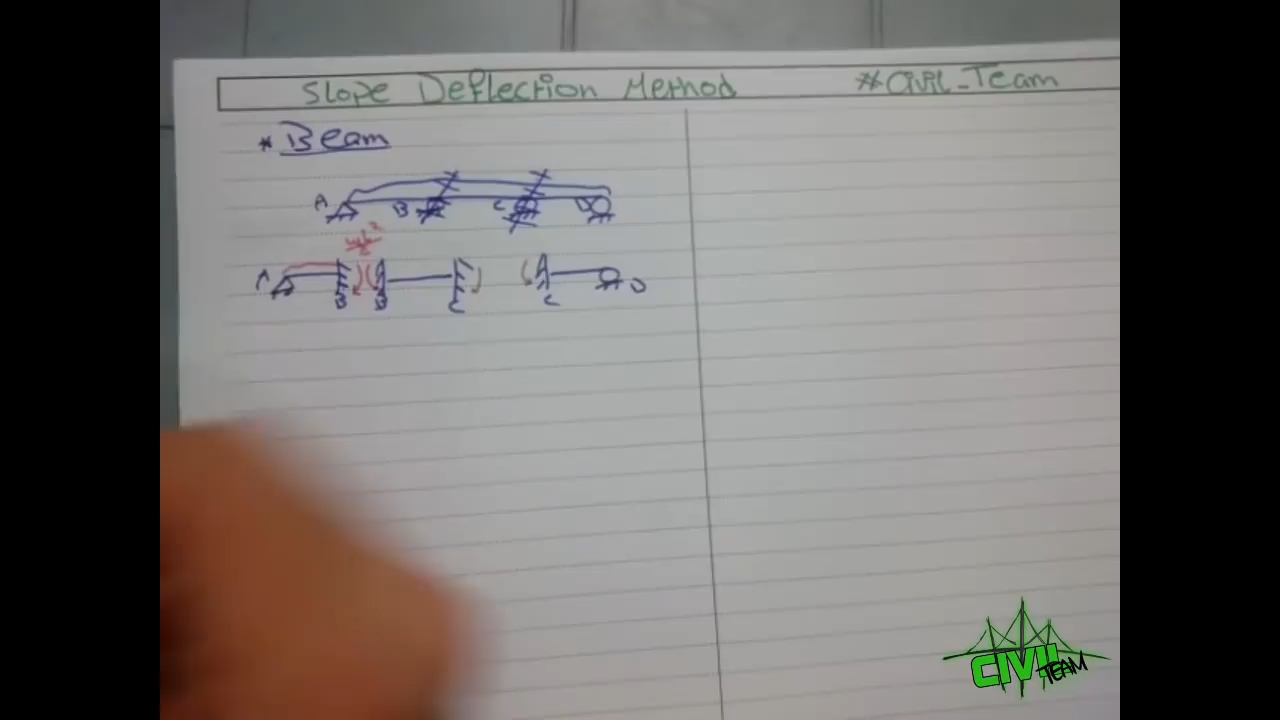 Slope Deflection Method #Civil_Team
* Beam
A B C D
A B B C C D
CIVIL TEAM